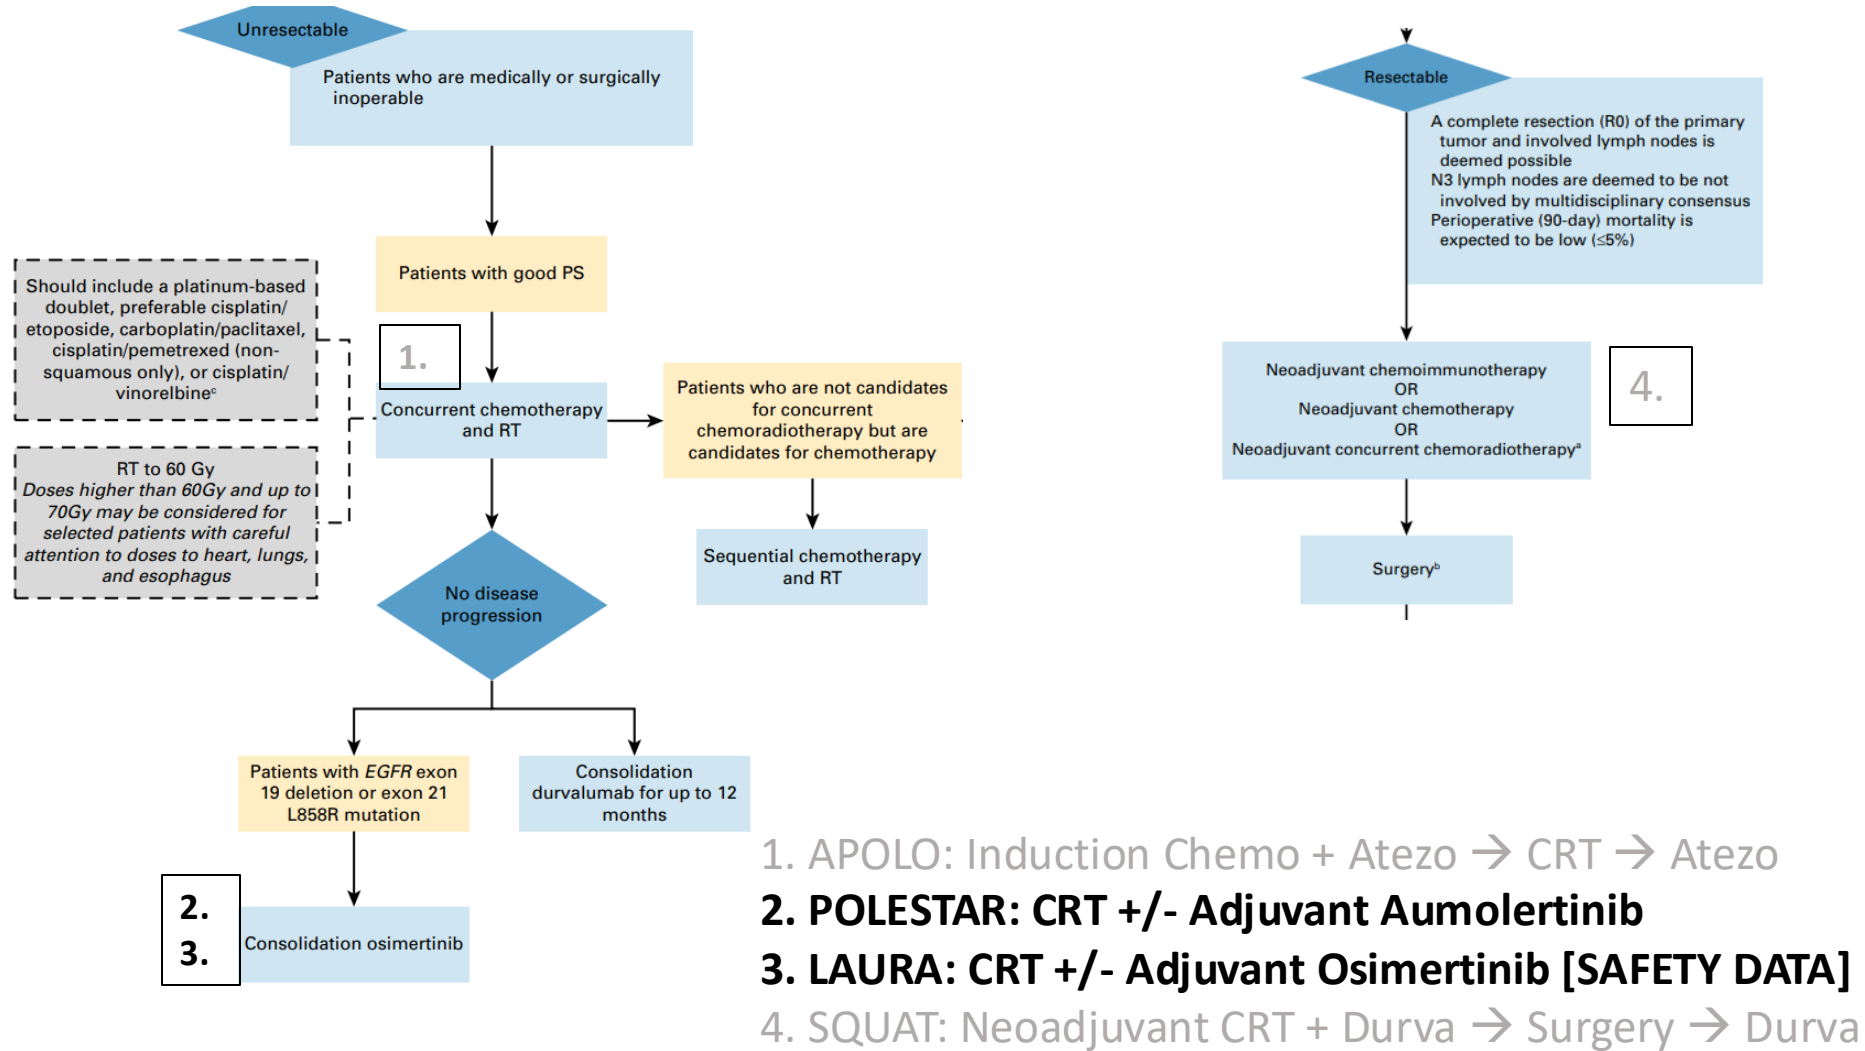 Unresectable
Patients who are medically or surgically
inoperable
Patients with good PS
Should include a platinum-based
doublet, preferable cisplatin/
etoposide, carboplatin/paclitaxel,
cisplatin/pemetrexed (non-
squamous only), or cisplatin/
vinorelbineᶜ
RT to 60 Gy
Doses higher than 60Gy and up to
70Gy may be considered for
selected patients with careful
attention to doses to heart, lungs,
and esophagus
1.
Concurrent chemotherapy
and RT
Patients who are not candidates
for concurrent
chemoradiotherapy but are
candidates for chemotherapy
Sequential chemotherapy
and RT
No disease
progression
Patients with EGFR exon
19 deletion or exon 21
L858R mutation
Consolidation
durvalumab for up to 12
months
2.
3.
Consolidation osimertinib
Resectable
A complete resection (R0) of the primary
tumor and involved lymph nodes is
deemed possible
N3 lymph nodes are deemed to be not
involved by multidisciplinary consensus
Perioperative (90-day) mortality is
expected to be low (≤5%)
Neoadjuvant chemoimmunotherapy
OR
Neoadjuvant chemotherapy
OR
Neoadjuvant concurrent chemoradiotherapyᵃ
4.
Surgeryᵇ
1. APOLO: Induction Chemo + Atezo → CRT → Atezo
2. POLESTAR: CRT +/- Adjuvant Aumolertinib
3. LAURA: CRT +/- Adjuvant Osimertinib [SAFETY DATA]
4. SQUAT: Neoadjuvant CRT + Durva → Surgery → Durva